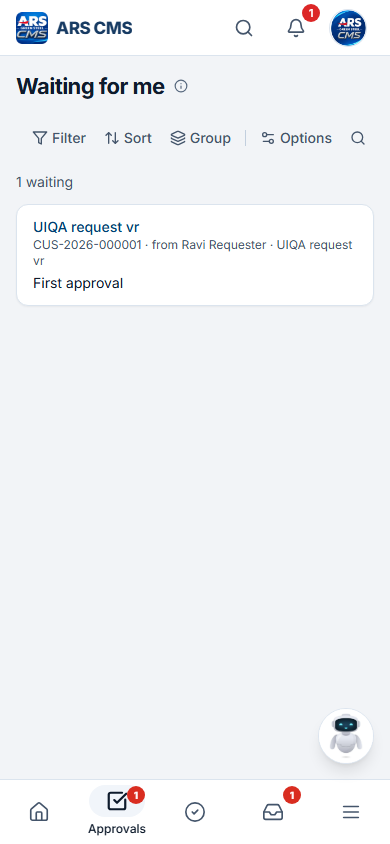 ARS CMS
1
Waiting for me
Filter
Sort
Group
Options
1 waiting
UIQA request vr
CUS-2026-000001 · from Ravi Requester · UIQA request
vr
First approval
1
1
Approvals